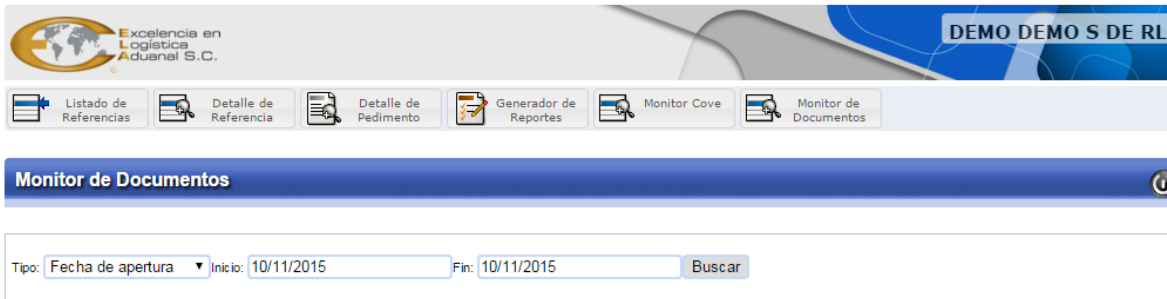 Excelencia en
Logística
Aduanal S.C.
DEMO DEMO S DE RL
Listado de
Referencias
Detalle de
Referencia
Detalle de
Pedimento
Generador de
Reportes
Monitor Cove
Monitor de
Documentos
Monitor de Documentos
Tipo: Fecha de apertura Inicio: 10/11/2015 Fin: 10/11/2015 Buscar